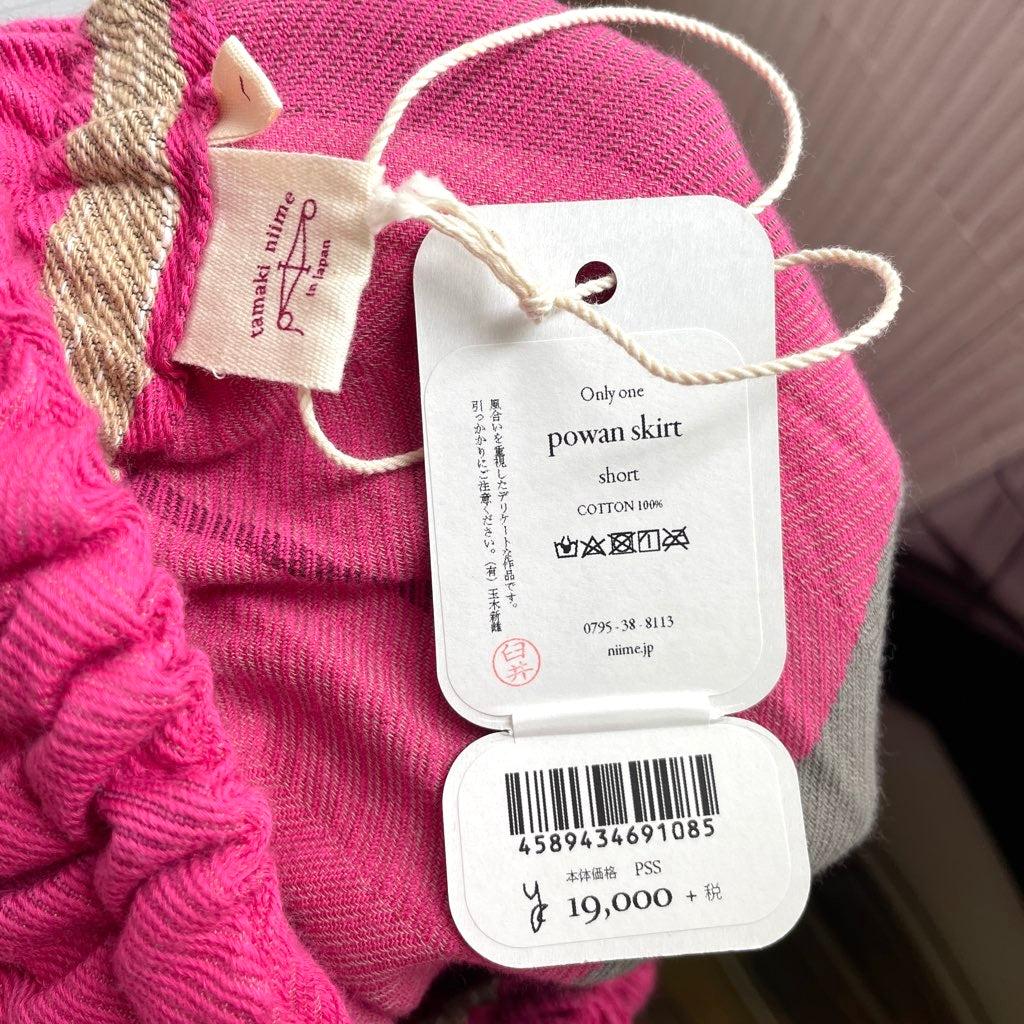 tamaki niime
in Japan
1
Only one
powan skirt
short
COTTON 100%
風合いを重視したデリケートな作品です。
引っかかりにご注意ください。(有)玉木新雌
0795-38-8113
niime.jp
臼井
4589434691085
本体価格 PSS
y 19,000 + 税